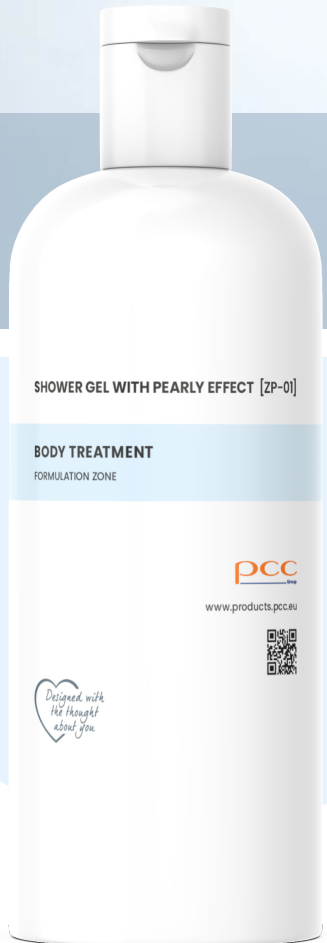 SHOWER GEL WITH PEARLY EFFECT [ZP-01]
BODY TREATMENT
FORMULATION ZONE
pcc
Group
www.products.pcc.eu
Designed with
the thought
about you